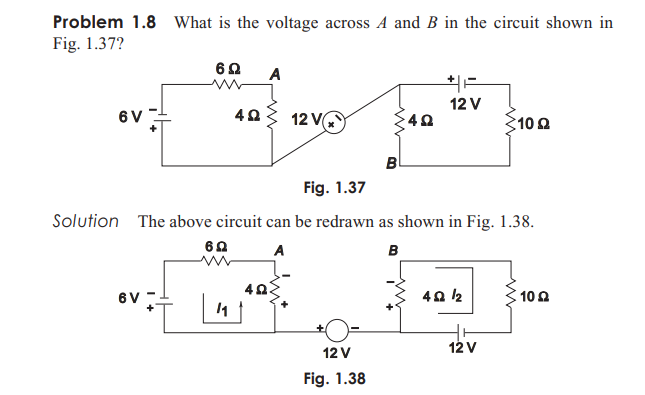 Problem 1.8 What is the voltage across A and B in the circuit shown in
Fig. 1.37?
6 Ω A
+ −
12 V
6 V − + 4 Ω 12 V + − 4 Ω 10 Ω
B
Fig. 1.37
Solution The above circuit can be redrawn as shown in Fig. 1.38.
6 Ω A B
− −
6 V − + I1 4 Ω + + 4 Ω I2 10 Ω
+ −
12 V 12 V
Fig. 1.38